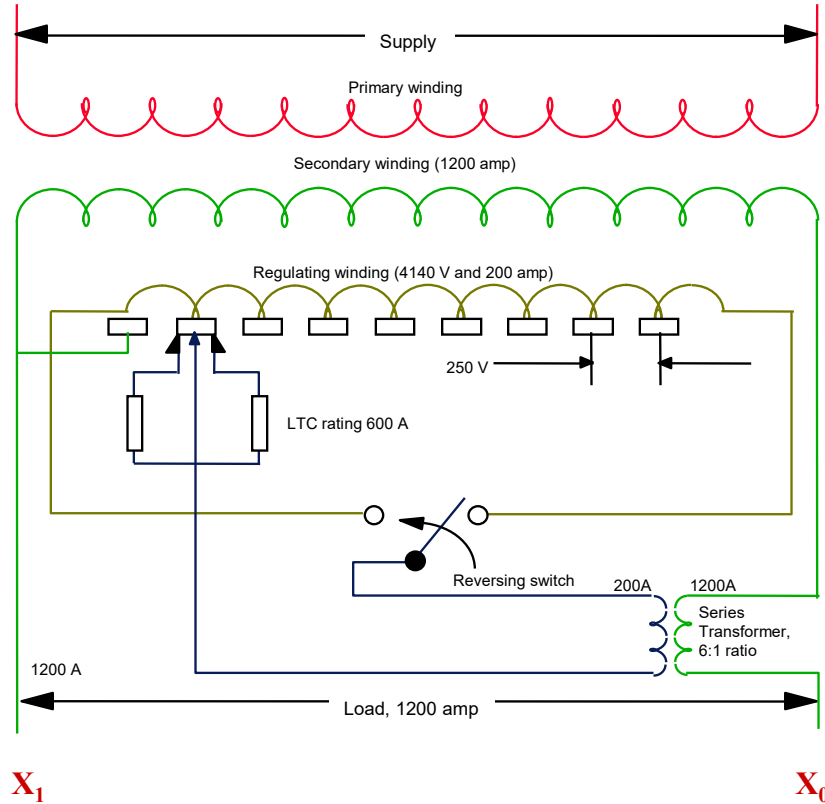 Supply
Primary winding
Secondary winding (1200 amp)
Regulating winding (4140 V and 200 amp)
250 V
LTC rating 600 A
Reversing switch
200A
1200A
Series
Transformer,
6:1 ratio
1200 A
Load, 1200 amp
X₁
X₀